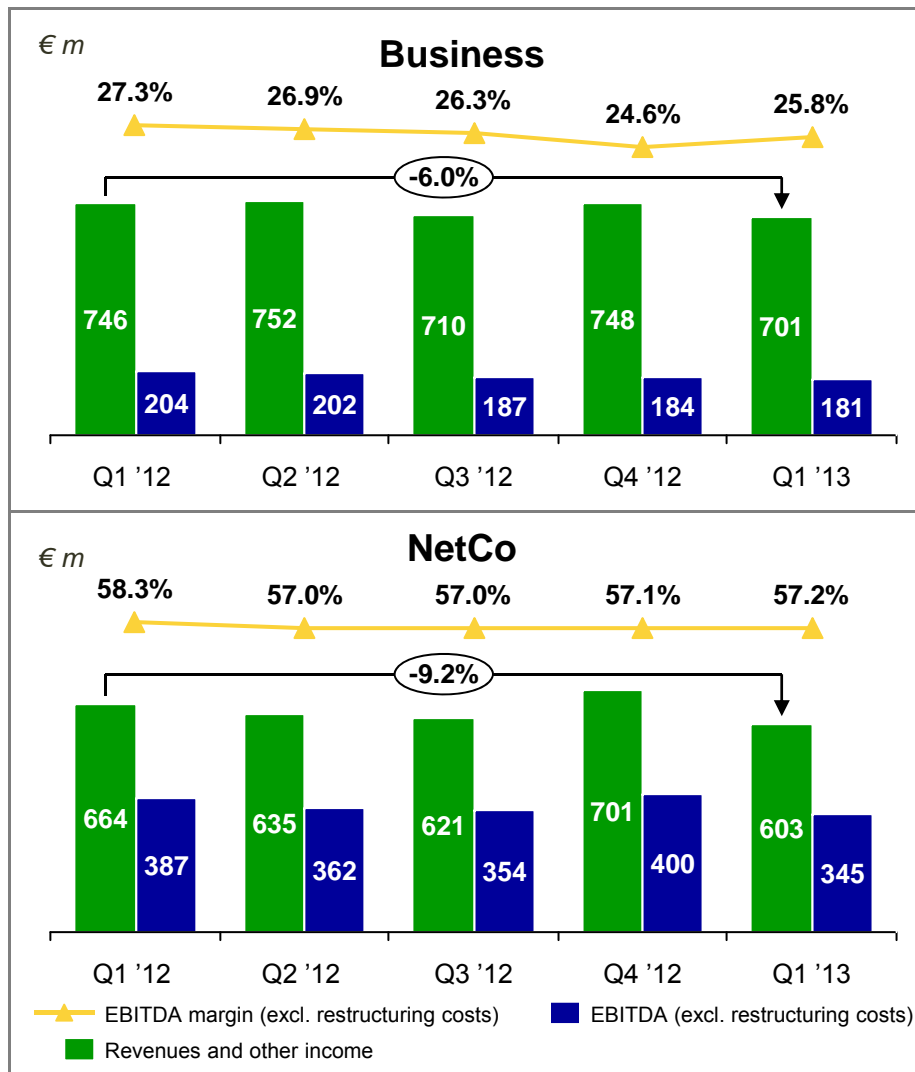 € m
Business
27.3% 26.9% 26.3% 24.6% 25.8%
-6.0%
746 752 710 748 701
204 202 187 184 181
Q1 ’12 Q2 ’12 Q3 ’12 Q4 ’12 Q1 ’13
€ m
NetCo
58.3% 57.0% 57.0% 57.1% 57.2%
-9.2%
664 635 621 701 603
387 362 354 400 345
Q1 ’12 Q2 ’12 Q3 ’12 Q4 ’12 Q1 ’13
EBITDA margin (excl. restructuring costs) EBITDA (excl. restructuring costs)
Revenues and other income